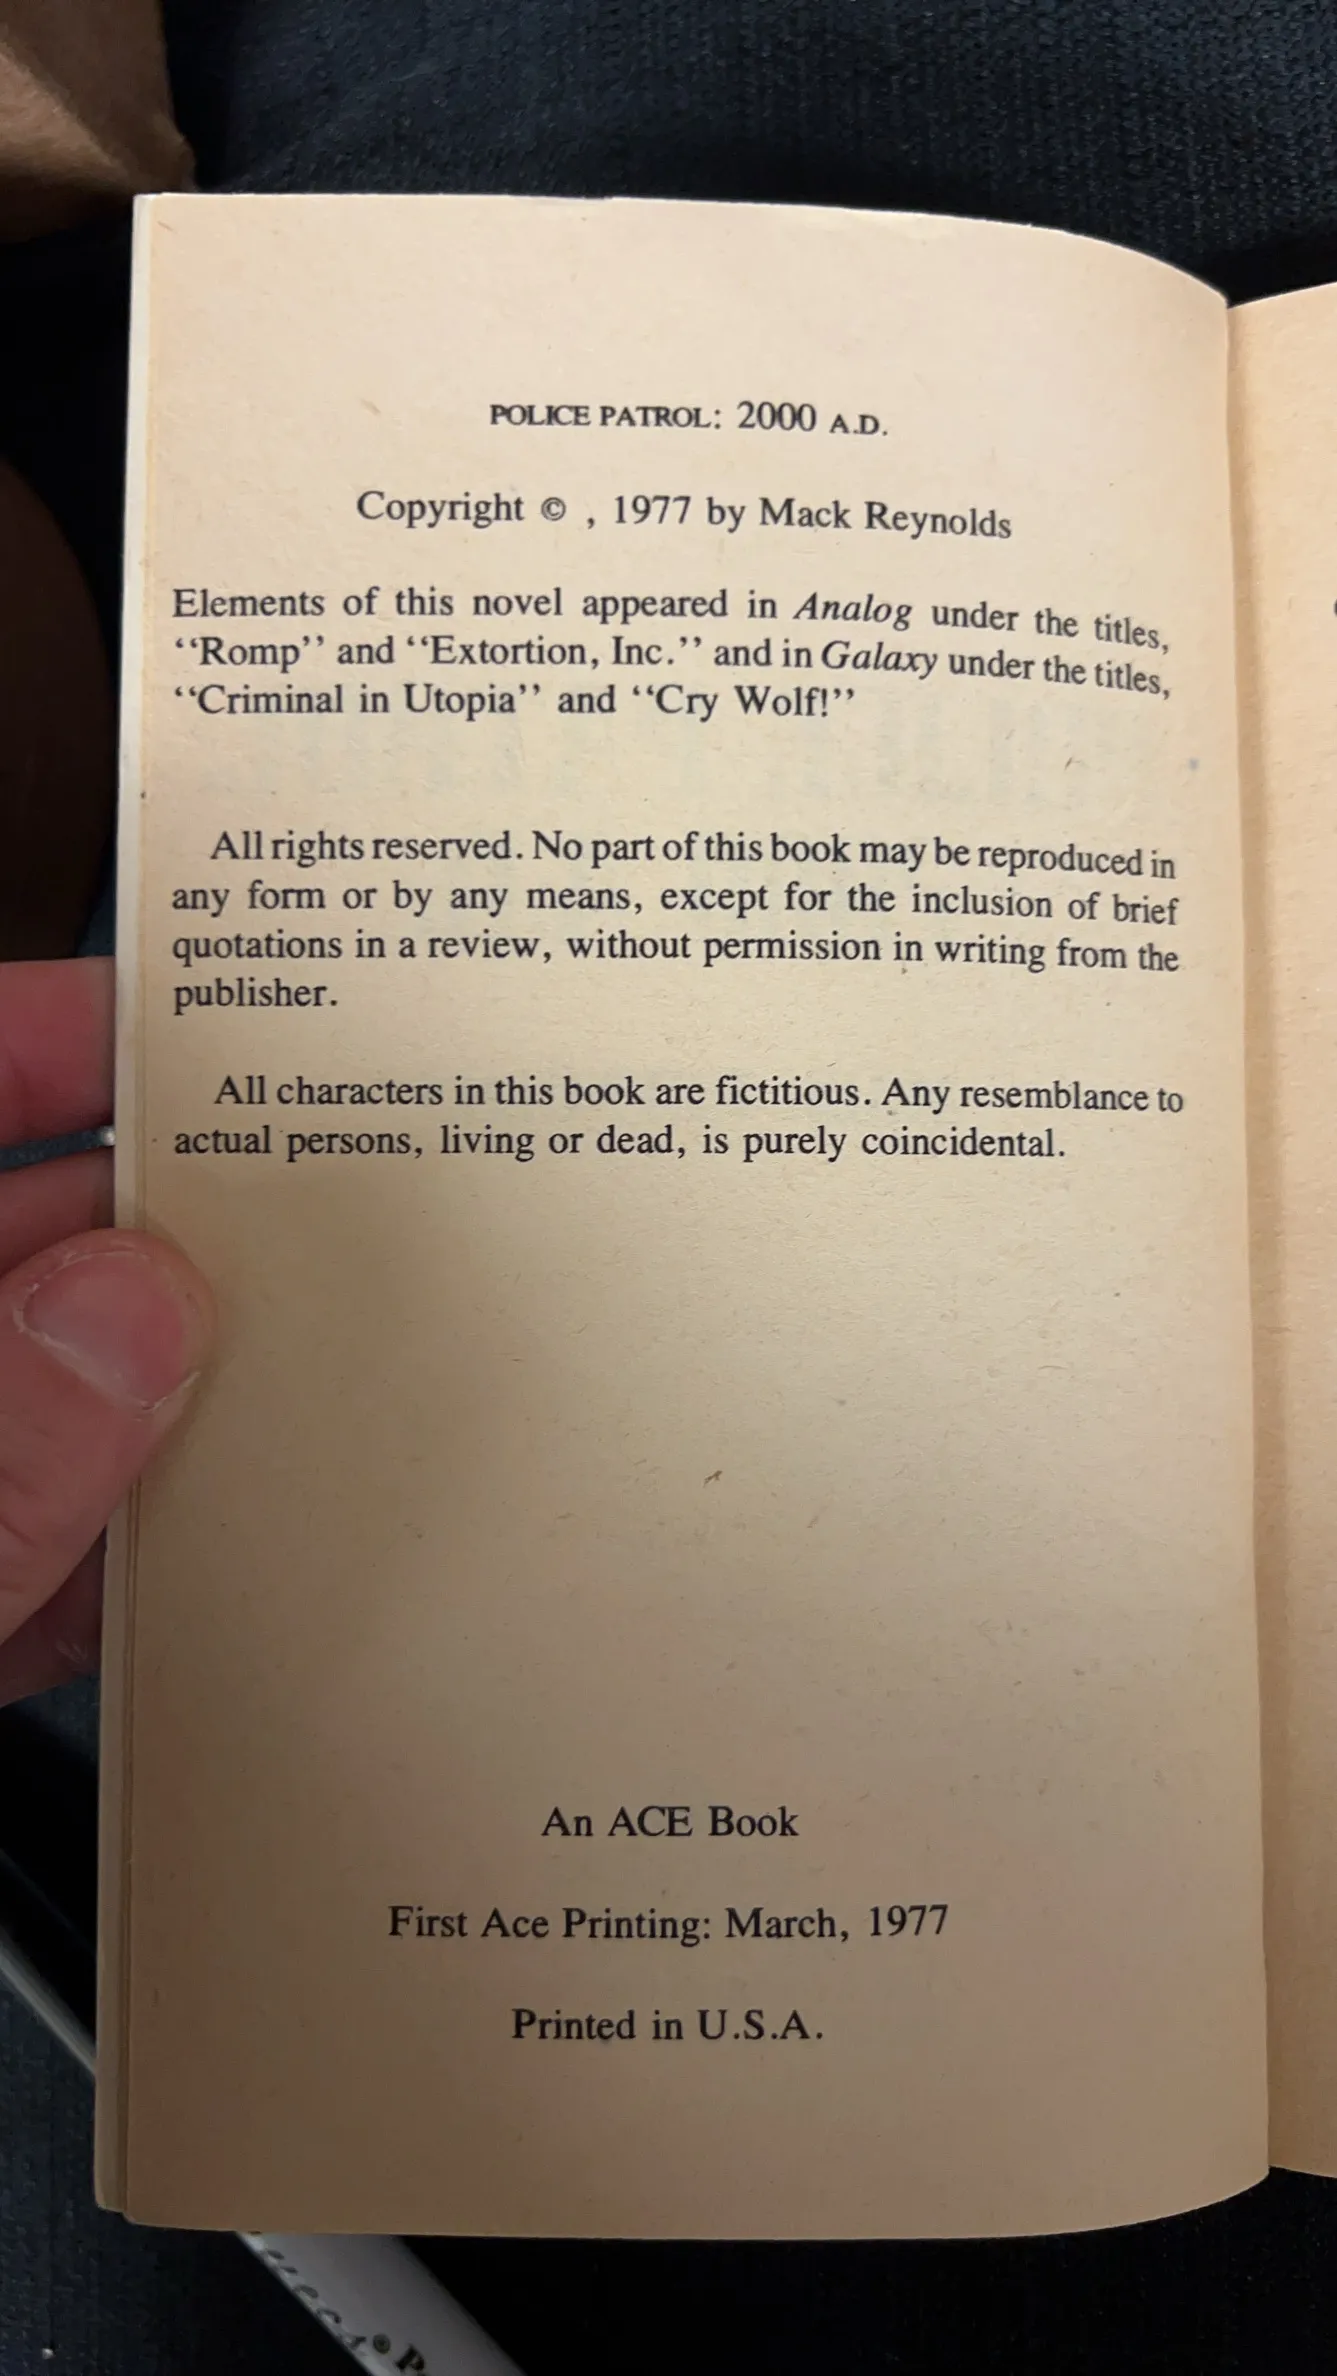 POLICE PATROL: 2000 A.D.
Copyright © , 1977 by Mack Reynolds
Elements of this novel appeared in Analog under the titles,
‘‘Romp’’ and ‘‘Extortion, Inc.’’ and in Galaxy under the titles,
‘‘Criminal in Utopia’’ and ‘‘Cry Wolf!’’
All rights reserved. No part of this book may be reproduced in
any form or by any means, except for the inclusion of brief
quotations in a review, without permission in writing from the
publisher.
All characters in this book are fictitious. Any resemblance to
actual persons, living or dead, is purely coincidental.
An ACE Book
First Ace Printing: March, 1977
Printed in U.S.A.